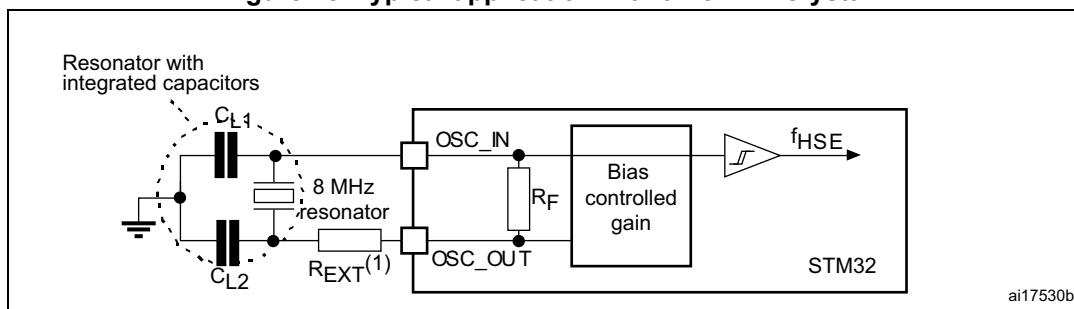 Resonator with
integrated capacitors
CL1
OSC_IN
fHSE
8 MHz
resonator
RF
Bias
controlled
gain
REXT(1)
OSC_OUT
CL2
STM32
ai17530b